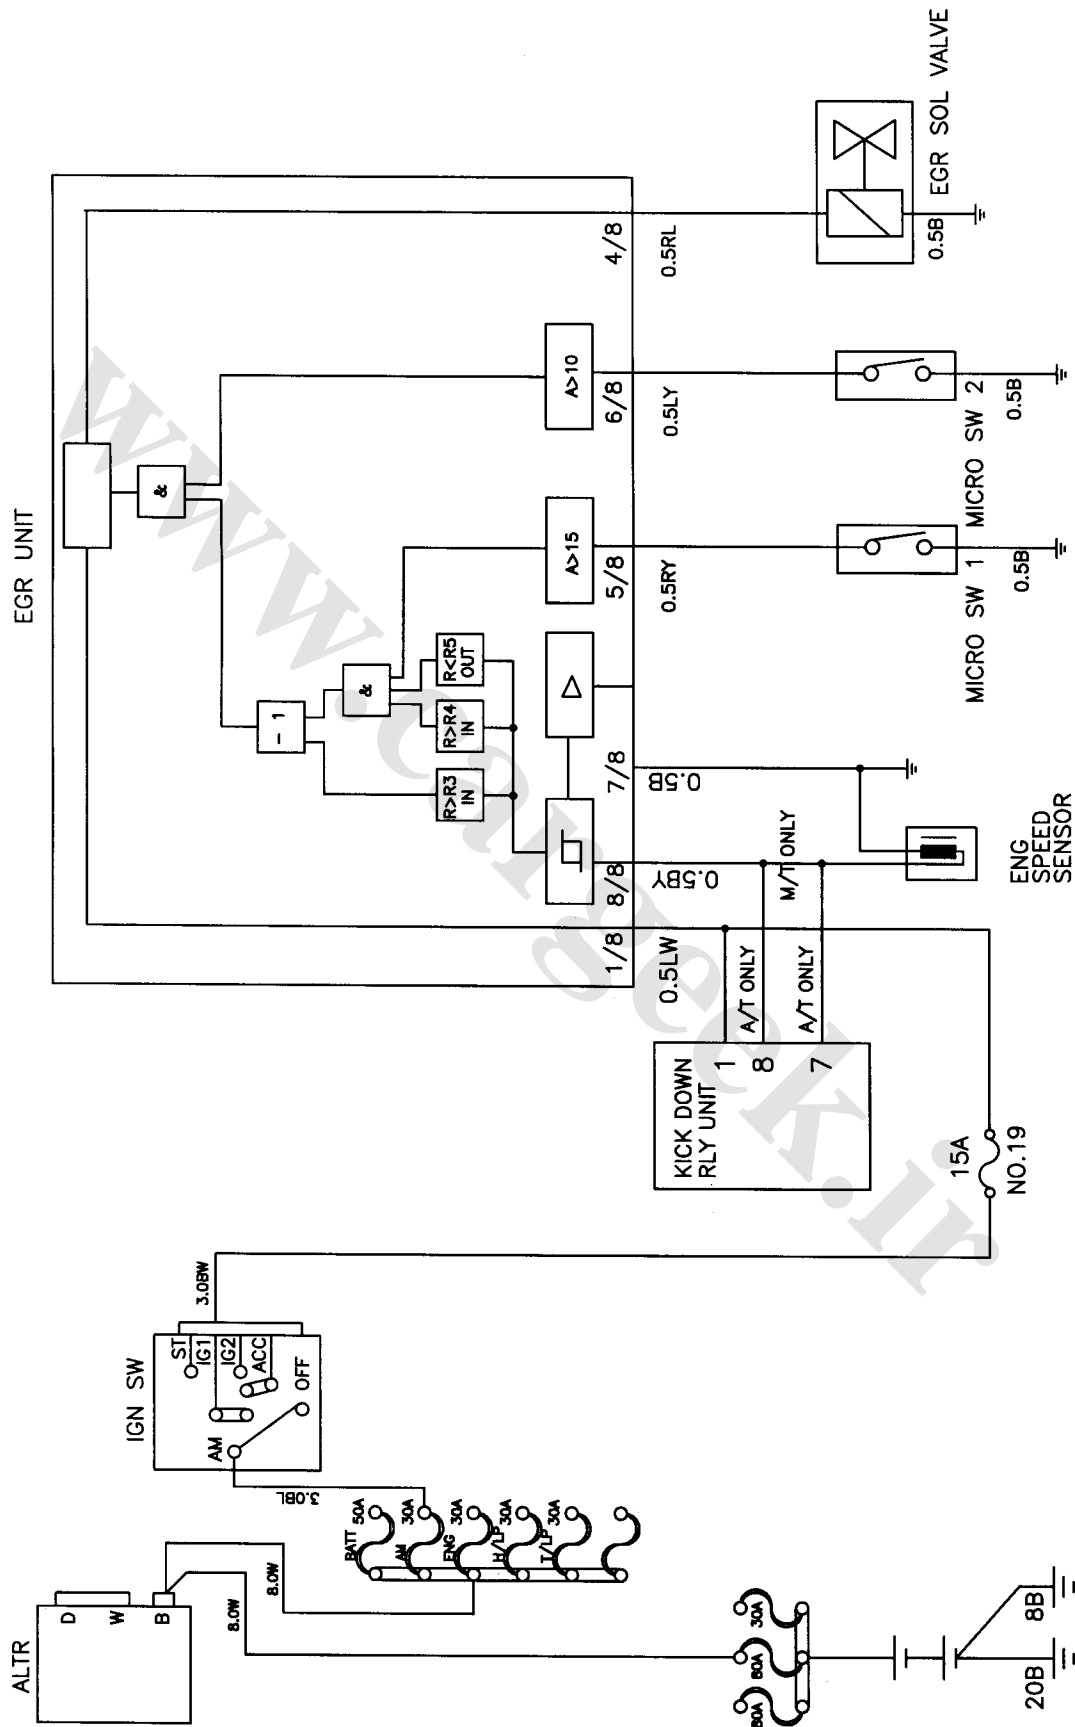 EGR UNIT
&
- 1
&
R>R3
IN
R>R4
IN
R<R5
OUT
A>15
A>10
1/8
8/8
7/8
5/8
6/8
4/8
0.5LW
0.5BY
0.5B
0.5RY
0.5LY
0.5RL
M/T ONLY
A/T ONLY
A/T ONLY
KICK DOWN
RLY UNIT
1
8
7
ENG
SPEED
SENSOR
MICRO SW 1
0.5B
MICRO SW 2
0.5B
EGR SOL VALVE
0.5B
15A
NO.19
3.0BW
IGN SW
ST
IG1
IG2
ACC
OFF
AM
3.0BL
BATT
50A
AM
30A
ENG
30A
H/LP
30A
T/LP
30A
ALTR
D
W
B
8.0W
8.0W
80A
30A
20B
8B
www.cargeek.ir